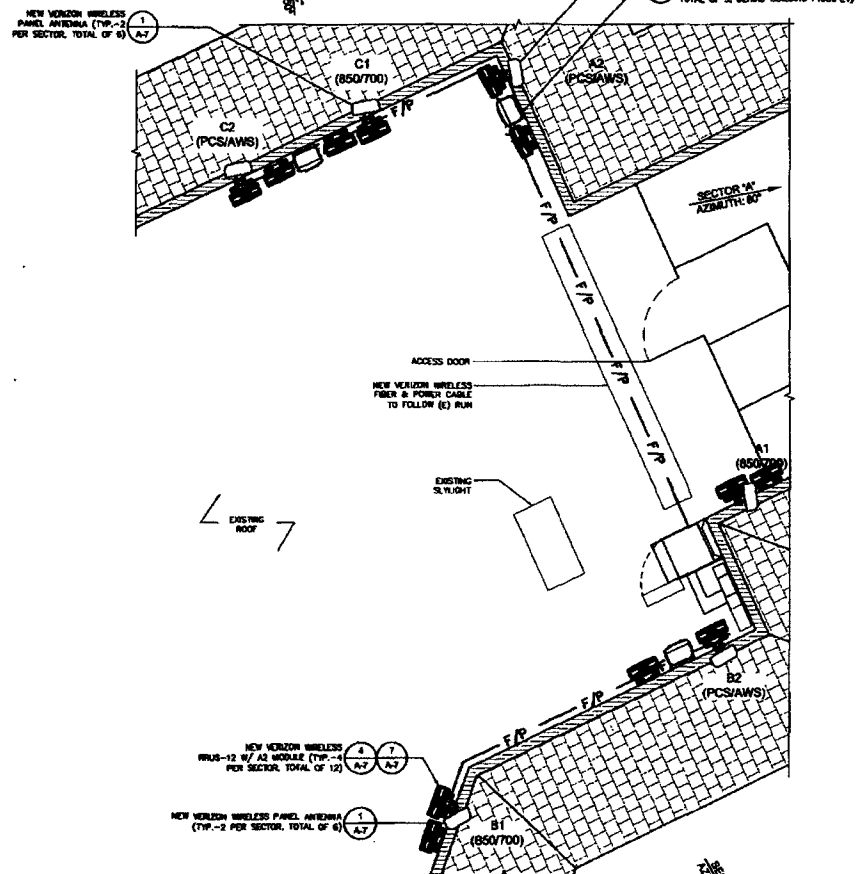 NEW VERIZON WIRELESS
PANEL ANTENNA (TYP.-2
PER SECTOR, TOTAL OF 6)
1
A-7
C1
(850/700)
A2
(PCS/AWS)
C2
(PCS/AWS)
F/P
SECTOR "A"
AZIMUTH: 80°
F/P
F/P
ACCESS DOOR
F/P
NEW VERIZON WIRELESS
FIBER & POWER CABLE
TO FOLLOW (E) RUN
F/P
A1
(850/700)
EXISTING
SLYLIGHT
EXISTING
ROOF
B2
(PCS/AWS)
F/P
F/P
NEW VERIZON WIRELESS
RRUS-12 W/ A2 MODULE (TYP.-4
PER SECTOR, TOTAL OF 12)
4
A-7
7
A-7
NEW VERIZON WIRELESS PANEL ANTENNA
(TYP.-2 PER SECTOR, TOTAL OF 6)
1
A-7
B1
(850/700)